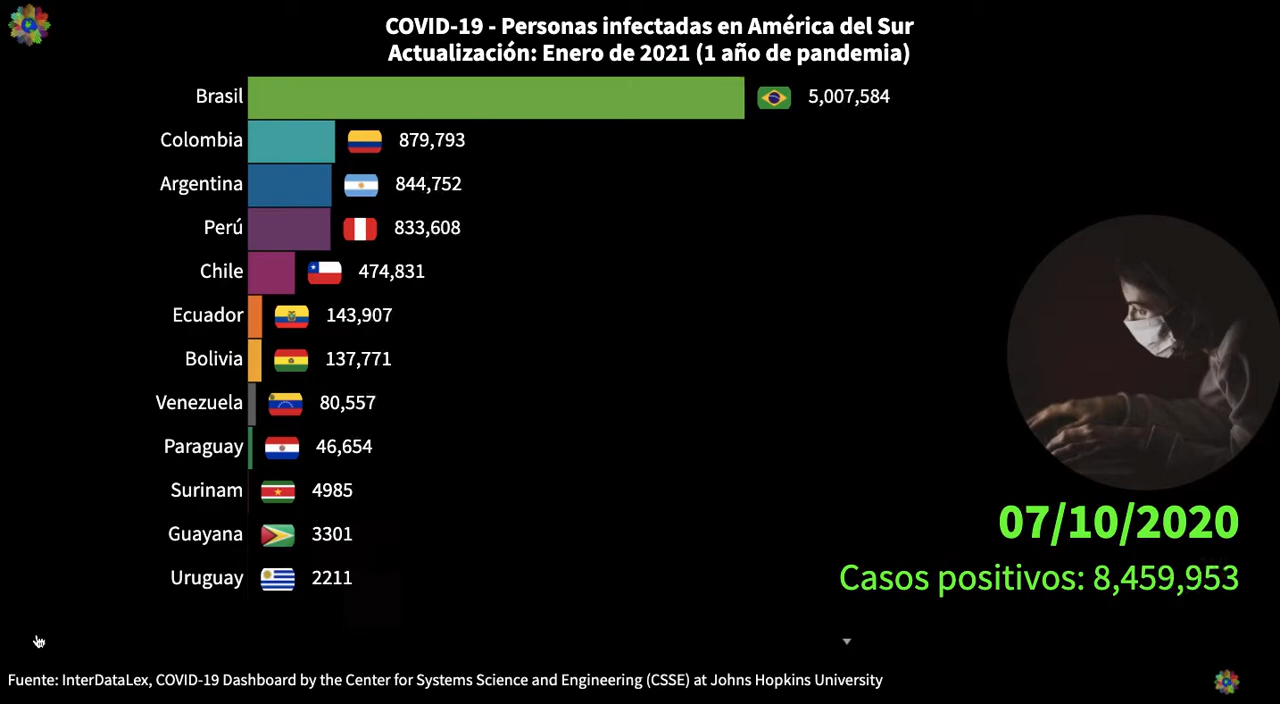 COVID-19 - Personas infectadas en América del Sur
Actualización: Enero de 2021 (1 año de pandemia)
Brasil 5,007,584
Colombia 879,793
Argentina 844,752
Perú 833,608
Chile 474,831
Ecuador 143,907
Bolivia 137,771
Venezuela 80,557
Paraguay 46,654
Surinam 4985
Guayana 3301
Uruguay 2211
07/10/2020
Casos positivos: 8,459,953
Fuente: InterDataLex, COVID-19 Dashboard by the Center for Systems Science and Engineering (CSSE) at Johns Hopkins University